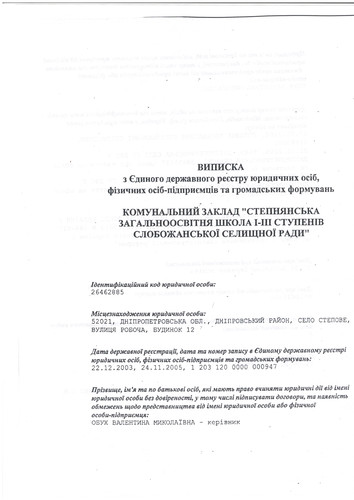 ВИПИСКА
з Єдиного державного реєстру юридичних осіб,
фізичних осіб-підприємців та громадських формувань
КОМУНАЛЬНИЙ ЗАКЛАД "СТЕПНЯНСЬКА
ЗАГАЛЬНООСВІТНЯ ШКОЛА І-ІІІ СТУПЕНІВ
СЛОБОЖАНСЬКОЇ СЕЛИЩНОЇ РАДИ"
Ідентифікаційний код юридичної особи:
26462885
Місцезнаходження юридичної особи:
52021, ДНІПРОПЕТРОВСЬКА ОБЛ., ДНІПРОВСЬКИЙ РАЙОН, СЕЛО СТЕПОВЕ,
ВУЛИЦЯ РОБОЧА, БУДИНОК 12
Дата державної реєстрації, дата та номер запису в Єдиному державному реєстрі
юридичних осіб, фізичних осіб-підприємців та громадських формувань:
22.12.2003, 24.11.2005, 1 203 120 0000 000947
Прізвище, ім'я та по батькові осіб, які мають право вчиняти юридичні дії від імені
юридичної особи без довіреності, у тому числі підписувати договори, та наявність
обмежень щодо представництва від імені юридичної особи або фізичної
особи-підприємця:
ОБУХ ВАЛЕНТИНА МИКОЛАЇВНА - керівник